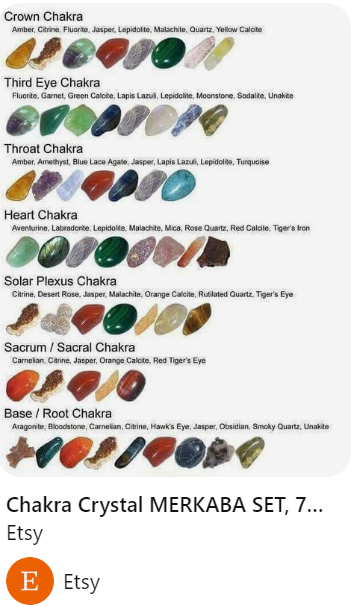 Crown Chakra
Amber, Citrine, Fluorite, Jasper, Lepidolite, Malachite, Quartz, Yellow Calcite
Third Eye Chakra
Fluorite, Garnet, Green Calcite, Lapis Lazuli, Lepidolite, Moonstone, Sodalite, Unakite
Throat Chakra
Amber, Amethyst, Blue Lace Agate, Jasper, Lapis Lazuli, Lepidolite, Turquoise
Heart Chakra
Aventurine, Labradorite, Lepidolite, Malachite, Mica, Rose Quartz, Red Calcite, Tiger's Iron
Solar Plexus Chakra
Citrine, Desert Rose, Jasper, Malachite, Orange Calcite, Rutilated Quartz, Tiger's Eye
Sacrum / Sacral Chakra
Carnelian, Citrine, Jasper, Orange Calcite, Red Tiger's Eye
Base / Root Chakra
Aragonite, Bloodstone, Carnelian, Citrine, Hawk's Eye, Jasper, Obsidian, Smoky Quartz, Unakite
Chakra Crystal MERKABA SET, 7...
Etsy
E Etsy